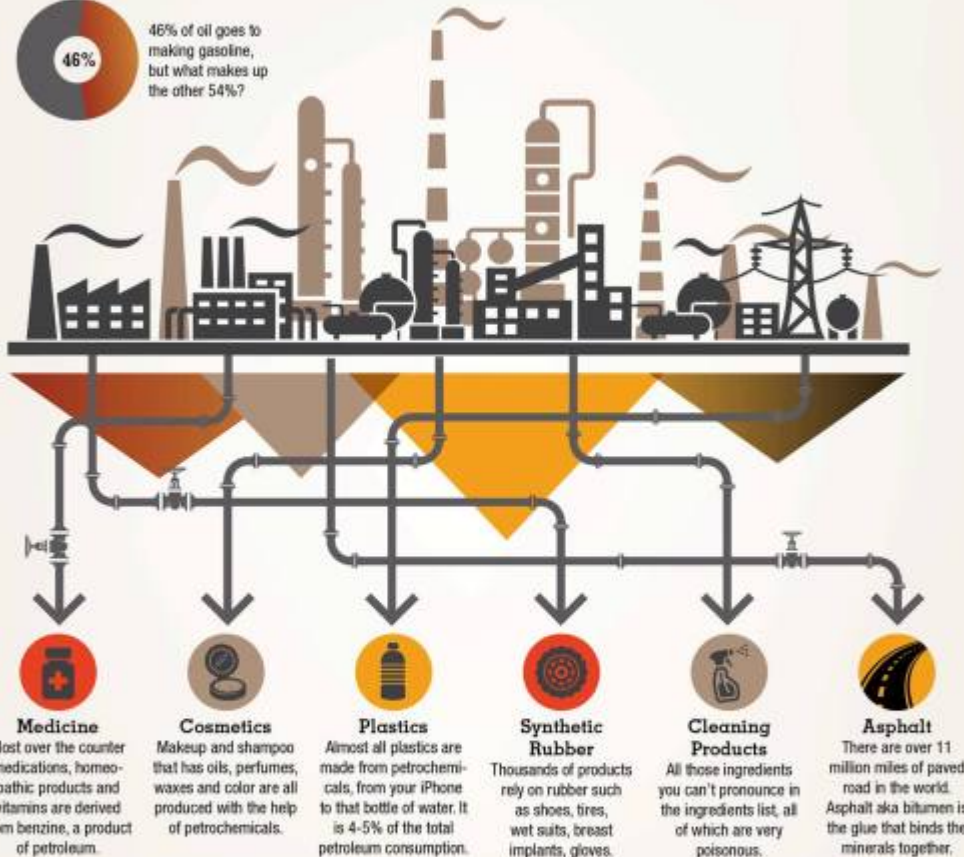 46%
46% of oil goes to
making gasoline,
but what makes up
the other 54%?
Medicine
ost over the counter
edications, homeo-
pathic products and
vitamins are derived
om benzine, a product
of petroleum.
Cosmetics
Makeup and shampoo
that has oils, perfumes,
waxes and color are all
produced with the help
of petrochemicals.
Plastics
Almost all plastics are
made from petrochemi-
cals, from your iPhone
to that bottle of water. It
is 4-5% of the total
petroleum consumption.
Synthetic
Rubber
Thousands of products
rely on rubber such
as shoes, tires,
wet suits, breast
implants, gloves.
Cleaning
Products
All those ingredients
you can't pronounce in
the ingredients list, all
of which are very
poisonous.
Asphalt
There are over 11
million miles of paved
road in the world.
Asphalt aka bitumen is
the glue that binds the
minerals together.